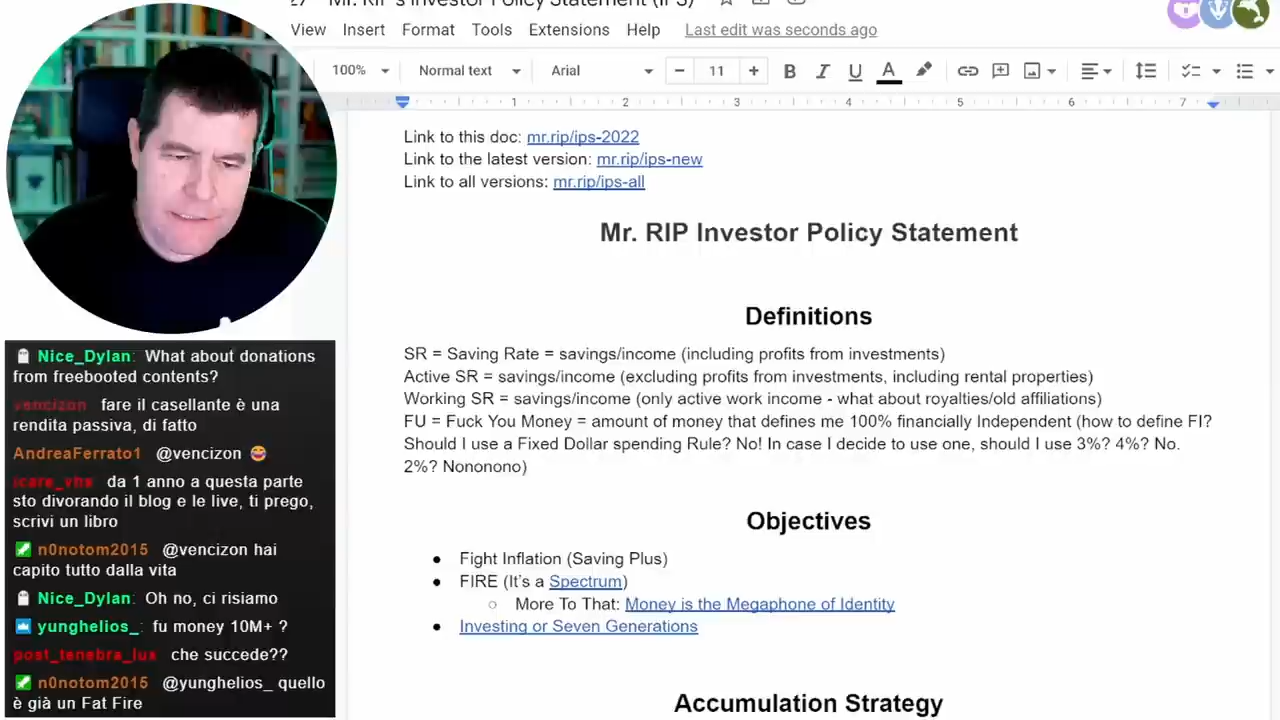 Mr. RIP's Investor Policy Statement (IPS)
View Insert Format Tools Extensions Help Last edit was seconds ago
100% Normal text Arial − 11 + B I U A
1 2 3 4 5 6 7
Link to this doc: mr.rip/ips-2022
Link to the latest version: mr.rip/ips-new
Link to all versions: mr.rip/ips-all
Mr. RIP Investor Policy Statement
Definitions
SR = Saving Rate = savings/income (including profits from investments)
Active SR = savings/income (excluding profits from investments, including rental properties)
Working SR = savings/income (only active work income - what about royalties/old affiliations)
FU = Fuck You Money = amount of money that defines me 100% financially Independent (how to define FI?
Should I use a Fixed Dollar spending Rule? No! In case I decide to use one, should I use 3%? 4%? No.
2%? Nononono)
Objectives
● Fight Inflation (Saving Plus)
● FIRE (It's a Spectrum)
○ More To That: Money is the Megaphone of Identity
● Investing or Seven Generations
Accumulation Strategy
Nice_Dylan: What about donations
from freebooted contents?
vencizon fare il casellante è una
rendita passiva, di fatto
AndreaFerrato1 @vencizon
icare_vhs da 1 anno a questa parte
sto divorando il blog e le live, ti prego,
scrivi un libro
n0notom2015 @vencizon hai
capito tutto dalla vita
Nice_Dylan: Oh no, ci risiamo
yunghelios_: fu money 10M+ ?
post_tenebra_lux che succede??
n0notom2015 @yunghelios_ quello
è già un Fat Fire